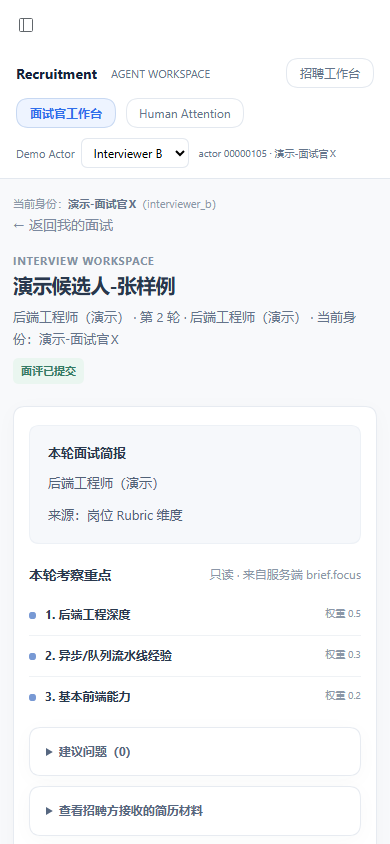 Recruitment AGENT WORKSPACE 招聘工作台
面试官工作台 Human Attention
Demo Actor Interviewer B actor 00000105 · 演示-面试官X
当前身份：演示-面试官X（interviewer_b）
← 返回我的面试
INTERVIEW WORKSPACE
演示候选人-张样例
后端工程师（演示） · 第 2 轮 · 后端工程师（演示） · 当前身
份：演示-面试官X
面评已提交
本轮面试简报
后端工程师（演示）
来源：岗位 Rubric 维度
本轮考察重点 只读 · 来自服务端 brief.focus
1. 后端工程深度 权重 0.5
2. 异步/队列流水线经验 权重 0.3
3. 基本前端能力 权重 0.2
▶ 建议问题（0）
▶ 查看招聘方接收的简历材料